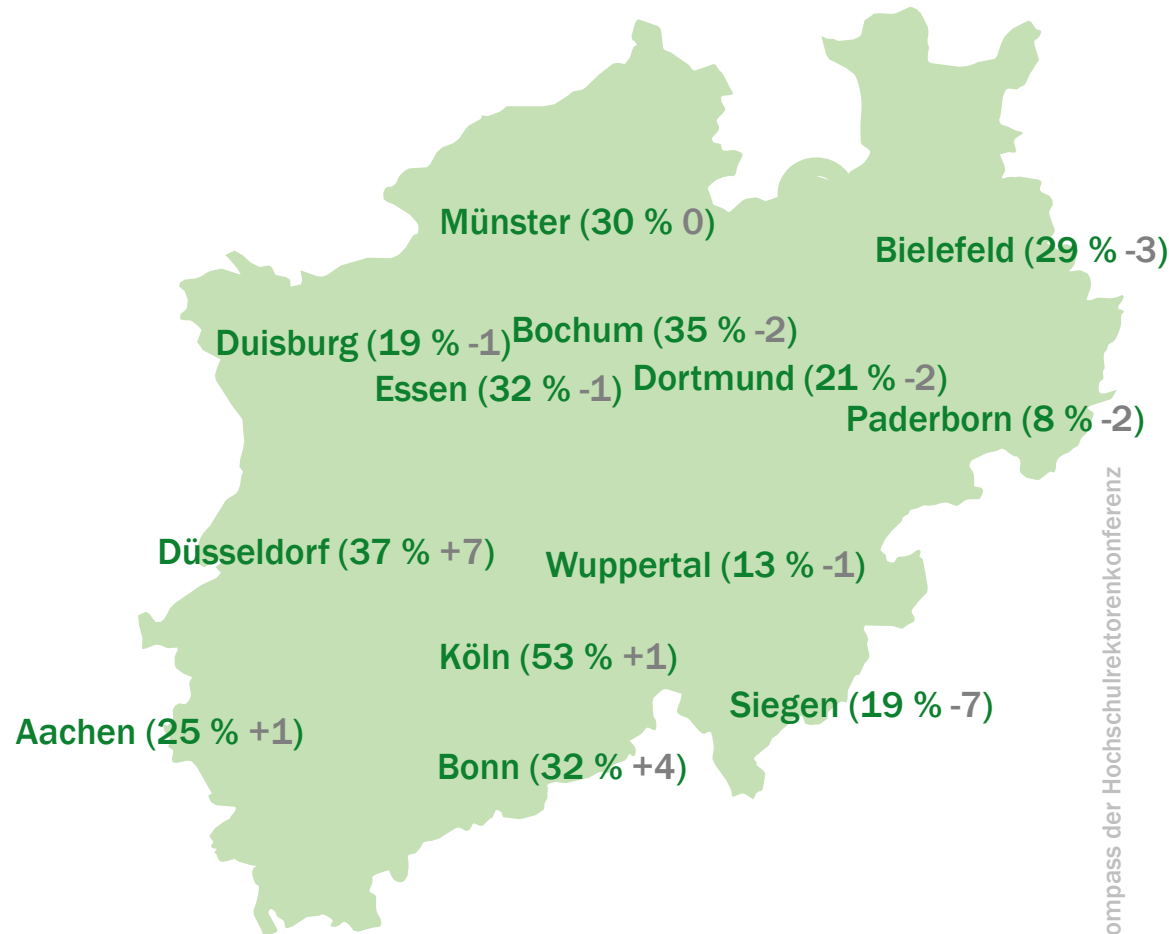 Münster (30 % 0)
Bielefeld (29 % -3)
Duisburg (19 % -1)
Bochum (35 % -2)
Essen (32 % -1)
Dortmund (21 % -2)
Paderborn (8 % -2)
Düsseldorf (37 % +7)
Wuppertal (13 % -1)
Köln (53 % +1)
Siegen (19 % -7)
Aachen (25 % +1)
Bonn (32 % +4)
ompass der Hochschulrektorenkonferenz